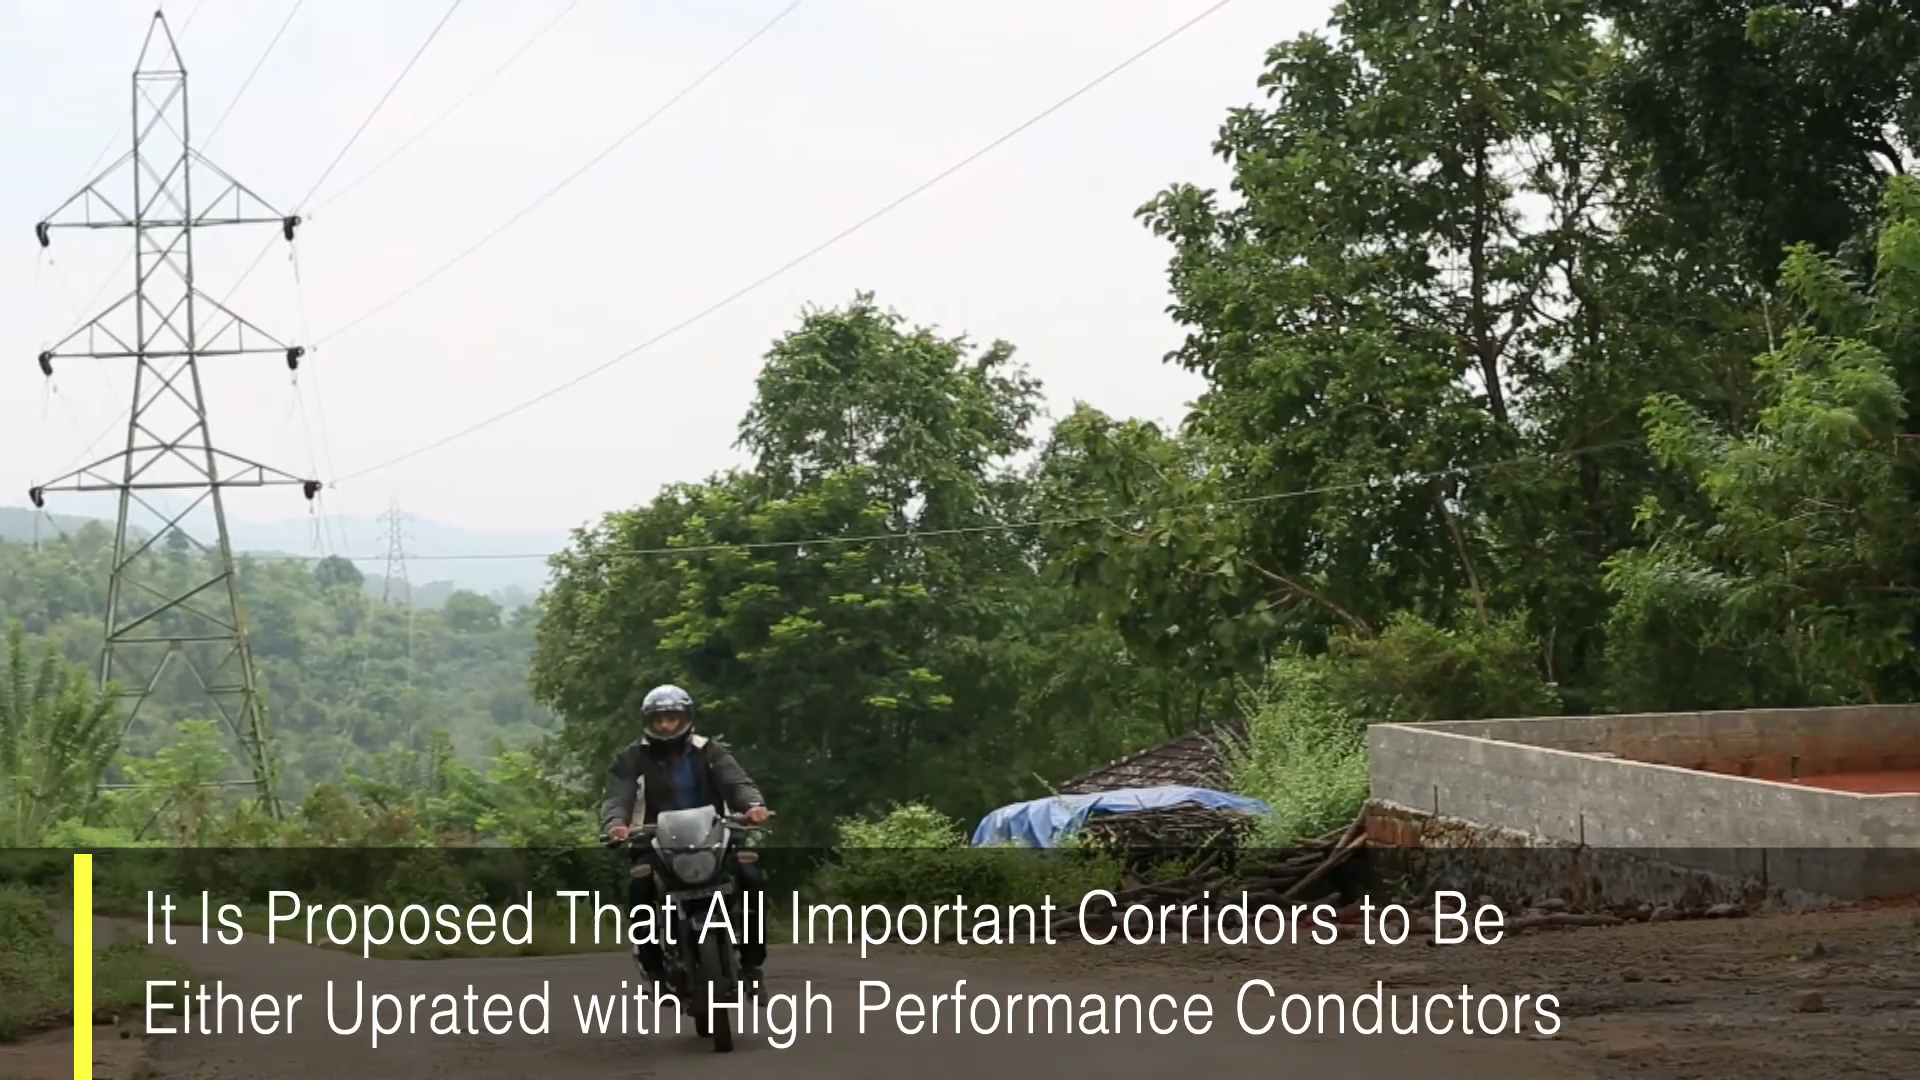 It Is Proposed That All Important Corridors to Be
Either Uprated with High Performance Conductors